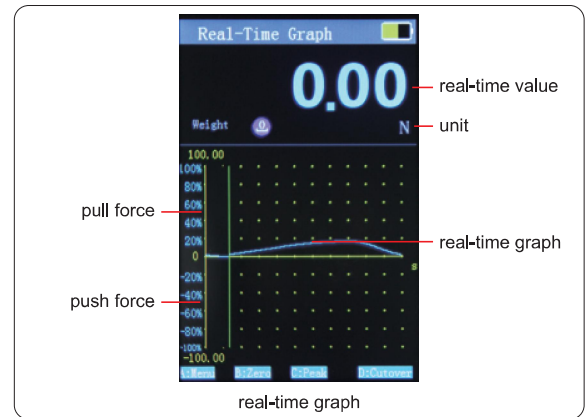 Real-Time Graph
0.00
real-time value
Weight 0 N
unit
100.00
100%
80%
60%
40%
20%
0
-20%
-40%
-60%
-80%
-100%
-100.00
s
pull force
push force
real-time graph
A:Menu B:Zero C:Peak D:Cutover
real-time graph